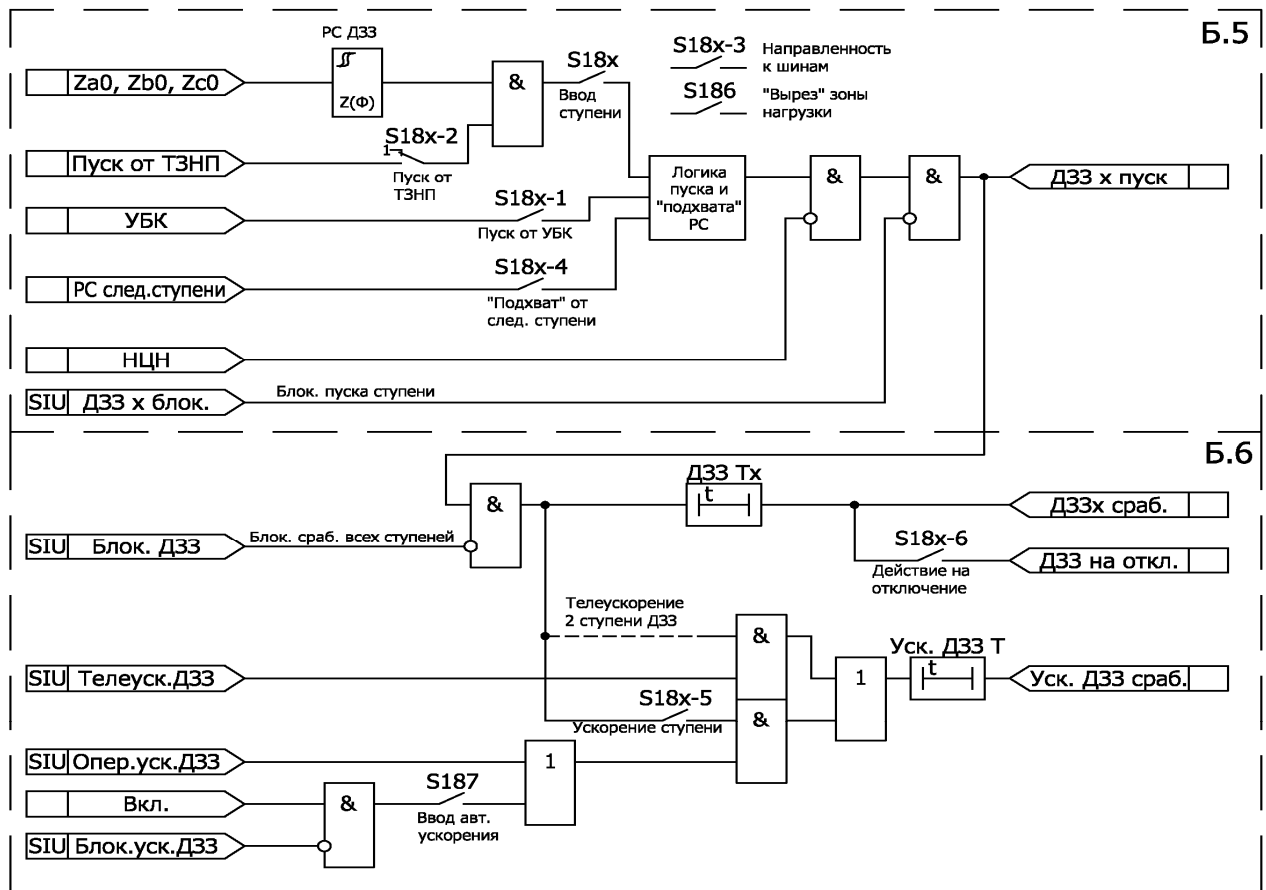 Б.5
РС ДЗЗ
Za0, Zb0, Zc0
Z(Ф)
&
S18x
Ввод
ступени
S18x-3
Направленность
к шинам
S186
"Вырез" зоны
нагрузки
Пуск от ТЗНП
S18x-2
1
Пуск от
ТЗНП
УБК
S18x-1
Пуск от УБК
Логика
пуска и
"подхвата"
РС
&
&
ДЗЗ x пуск
РС след.ступени
S18x-4
"Подхват" от
след. ступени
НЦН
SIU
ДЗЗ x блок.
Блок. пуска ступени
Б.6
SIU
Блок. ДЗЗ
Блок. сраб. всех ступеней
&
ДЗЗ Tx
t
ДЗЗx сраб.
S18x-6
Действие на
отключение
ДЗЗ на откл.
Телеускорение
2 ступени ДЗЗ
&
SIU
Телеуск.ДЗЗ
S18x-5
Ускорение ступени
&
1
Уск. ДЗЗ Т
t
Уск. ДЗЗ сраб.
SIU
Опер.уск.ДЗЗ
1
Вкл.
&
S187
Ввод авт.
ускорения
SIU
Блок.уск.ДЗЗ